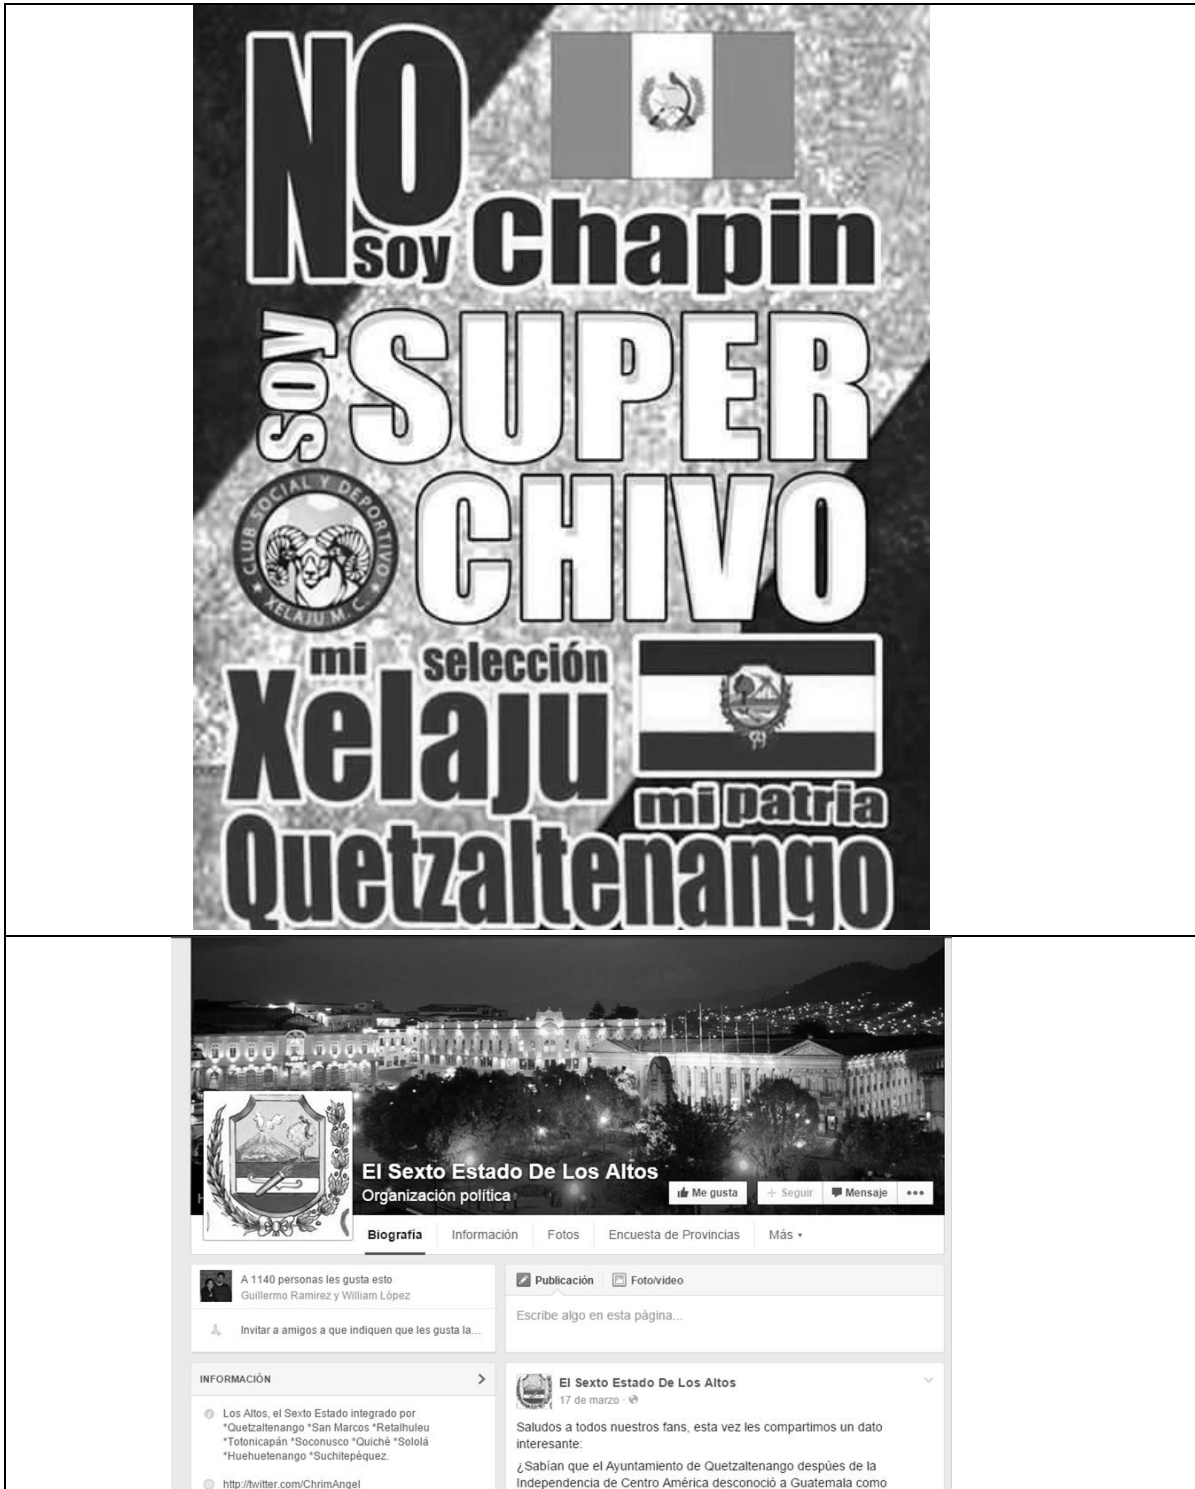 NO
soy Chapin
SOY SUPER
CHIVO
CLUB SOCIAL Y DEPORTIVO
XELAJU M. C.
mi selección
Xelaju
mi patria
Quetzaltenango
El Sexto Estado De Los Altos
Organización política
Me gusta
Seguir
Mensaje
Biografía
Información
Fotos
Encuesta de Provincias
Más
A 1140 personas les gusta esto
Guillermo Ramirez y William Lòpez
Invitar a amigos a que indiquen que les gusta la...
INFORMACIÓN
Los Altos, el Sexto Estado integrado por
*Quetzaltenango *San Marcos *Retalhuleu
*Totonicapán *Soconusco *Quichè *Sololá
*Huehuetenango *Suchitepèquez.
http://twitter.com/ChrimAngel
Publicación
Foto/video
Escribe algo en esta página...
El Sexto Estado De Los Altos
17 de marzo ·
Saludos a todos nuestros fans, esta vez les compartimos un dato
interesante:
¿Sabían que el Ayuntamiento de Quetzaltenango despúes de la
Independencia de Centro América desconoció a Guatemala como